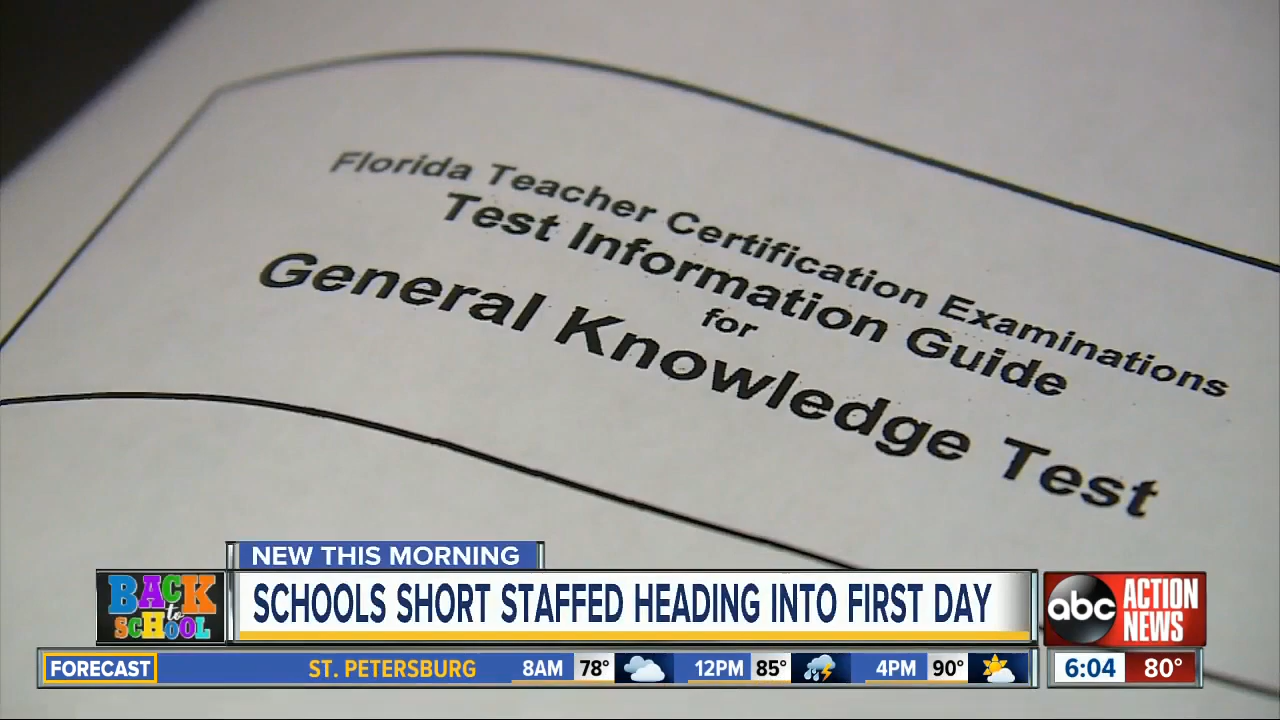 Florida Teacher Certification Examinations
Test Information Guide
for
General Knowledge Test
NEW THIS MORNING
BACK
to
SCHOOL
SCHOOLS SHORT STAFFED HEADING INTO FIRST DAY
abc ACTION NEWS
FORECAST ST. PETERSBURG 8AM 78° 12PM 85° 4PM 90° 6:04 80°